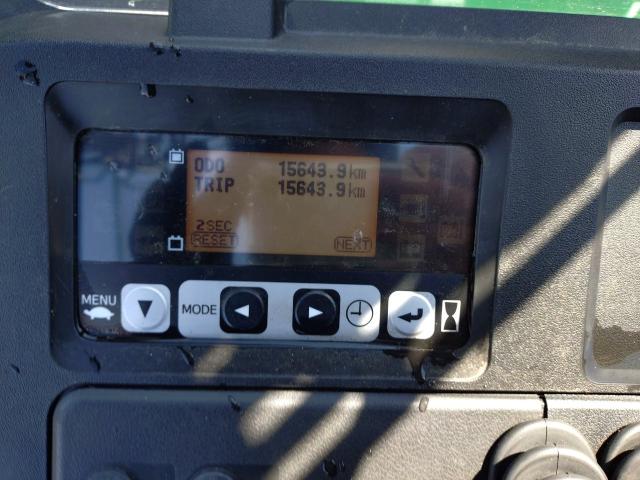 ODO 15643.9km
TRIP 15643.9km
2SEC
RESET NEXT
MENU
MODE